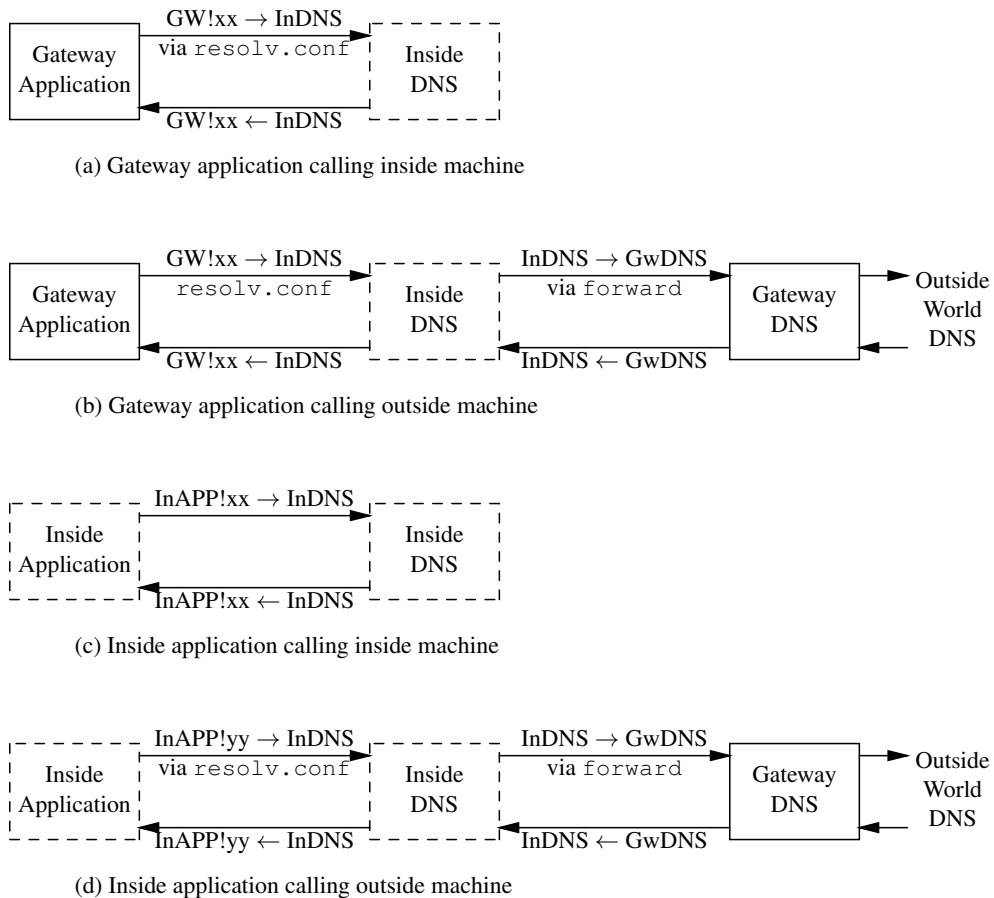 GW!xx → InDNS
via resolv.conf
Gateway
Application
Inside
DNS
GW!xx ← InDNS
(a) Gateway application calling inside machine
GW!xx → InDNS
resolv.conf
InDNS → GwDNS
via forward
Gateway
Application
Inside
DNS
Gateway
DNS
Outside
World
DNS
GW!xx ← InDNS
InDNS ← GwDNS
(b) Gateway application calling outside machine
InAPP!xx → InDNS
Inside
Application
Inside
DNS
InAPP!xx ← InDNS
(c) Inside application calling inside machine
InAPP!yy → InDNS
via resolv.conf
InDNS → GwDNS
via forward
Inside
Application
Inside
DNS
Gateway
DNS
Outside
World
DNS
InAPP!yy ← InDNS
InDNS ← GwDNS
(d) Inside application calling outside machine